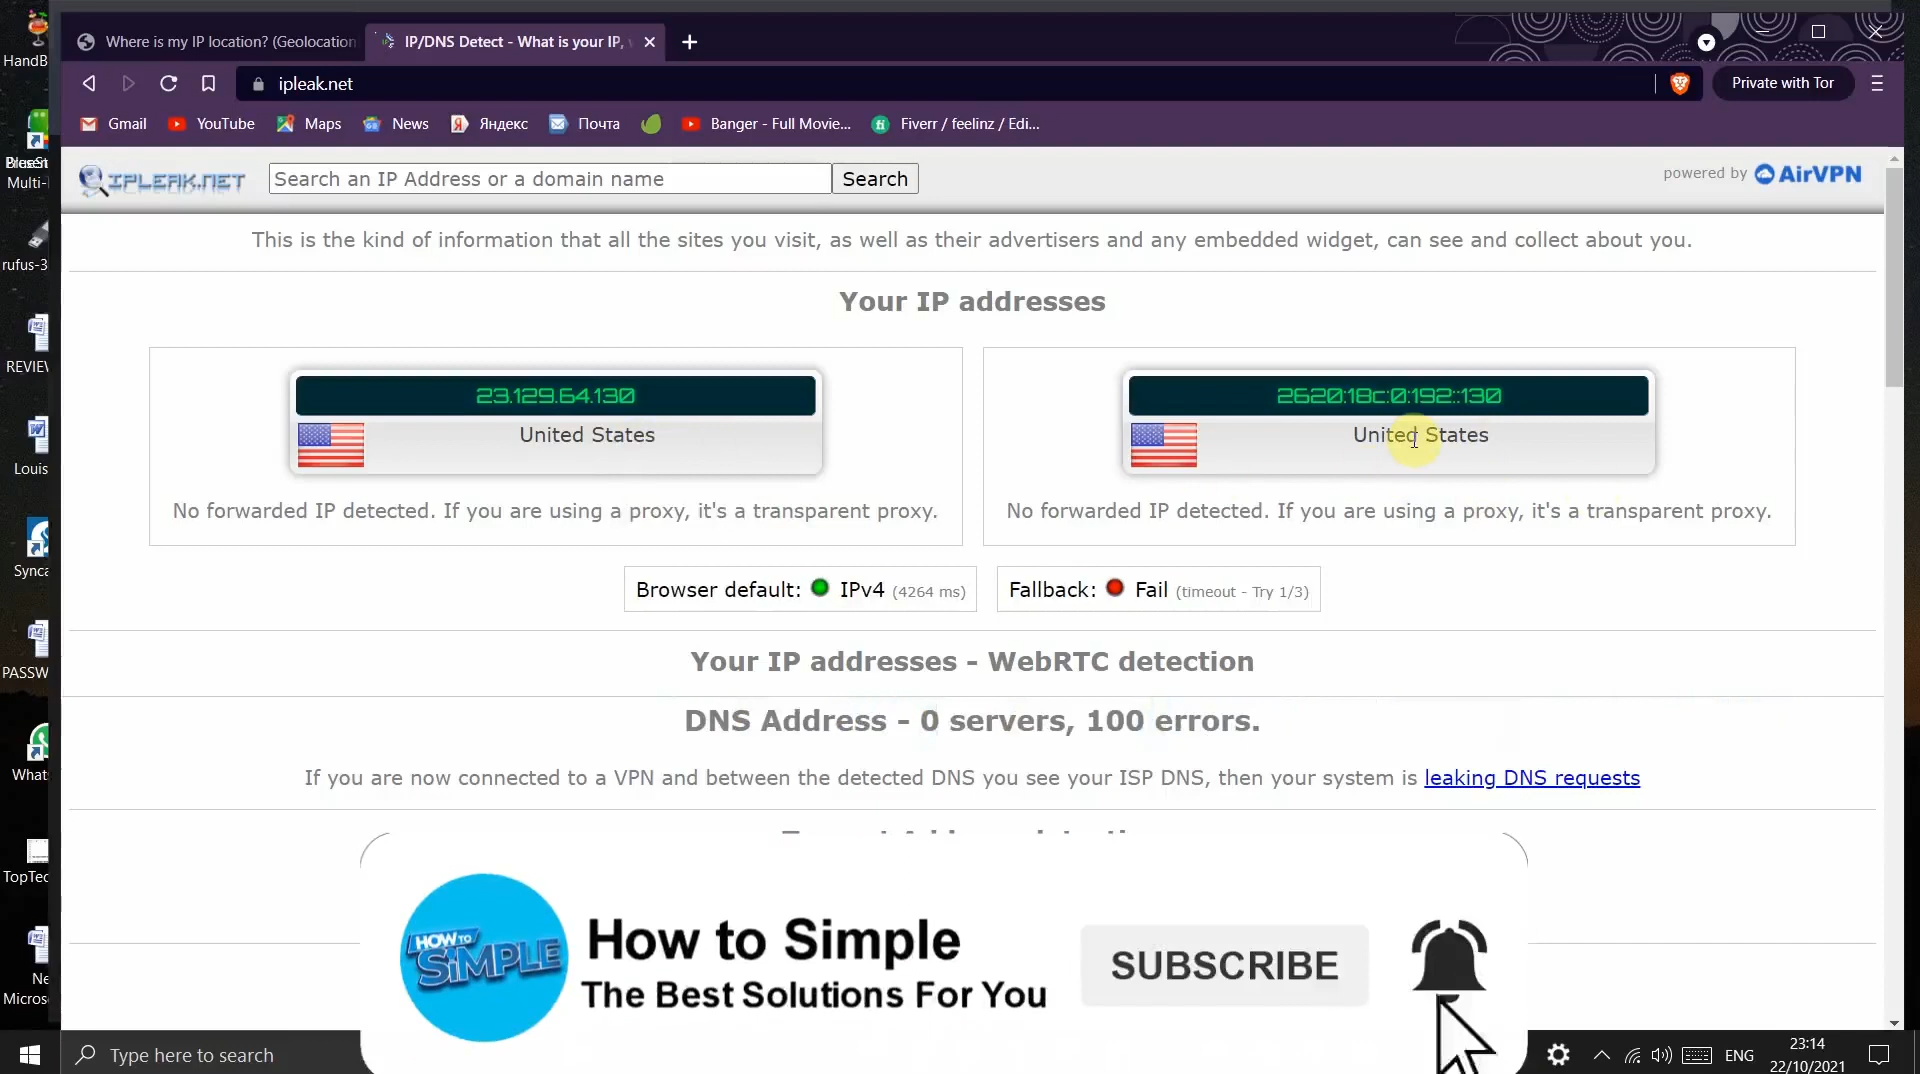 HandB
Where is my IP location? (Geolocation
IP/DNS Detect - What is your IP,
ipleak.net
Private with Tor
Gmail
YouTube
Maps
News
Яндекс
Почта
Banger - Full Movie...
Fiverr / feelinz / Edi...
Multi-
rufus-3
REVIEW
Louis
Synca
PASSW
What
TopTec
Ne
Micros
IPLEAK.NET
Search an IP Address or a domain name
Search
powered by AirVPN
This is the kind of information that all the sites you visit, as well as their advertisers and any embedded widget, can see and collect about you.
Your IP addresses
23.129.64.130
United States
No forwarded IP detected. If you are using a proxy, it's a transparent proxy.
2620:18c:0:192::130
United States
No forwarded IP detected. If you are using a proxy, it's a transparent proxy.
Browser default: IPv4 (4264 ms)
Fallback: Fail (timeout - Try 1/3)
Your IP addresses - WebRTC detection
DNS Address - 0 servers, 100 errors.
If you are now connected to a VPN and between the detected DNS you see your ISP DNS, then your system is leaking DNS requests
HOW TO
SIMPLE
How to Simple
The Best Solutions For You
SUBSCRIBE
Type here to search
ENG
23:14
22/10/2021